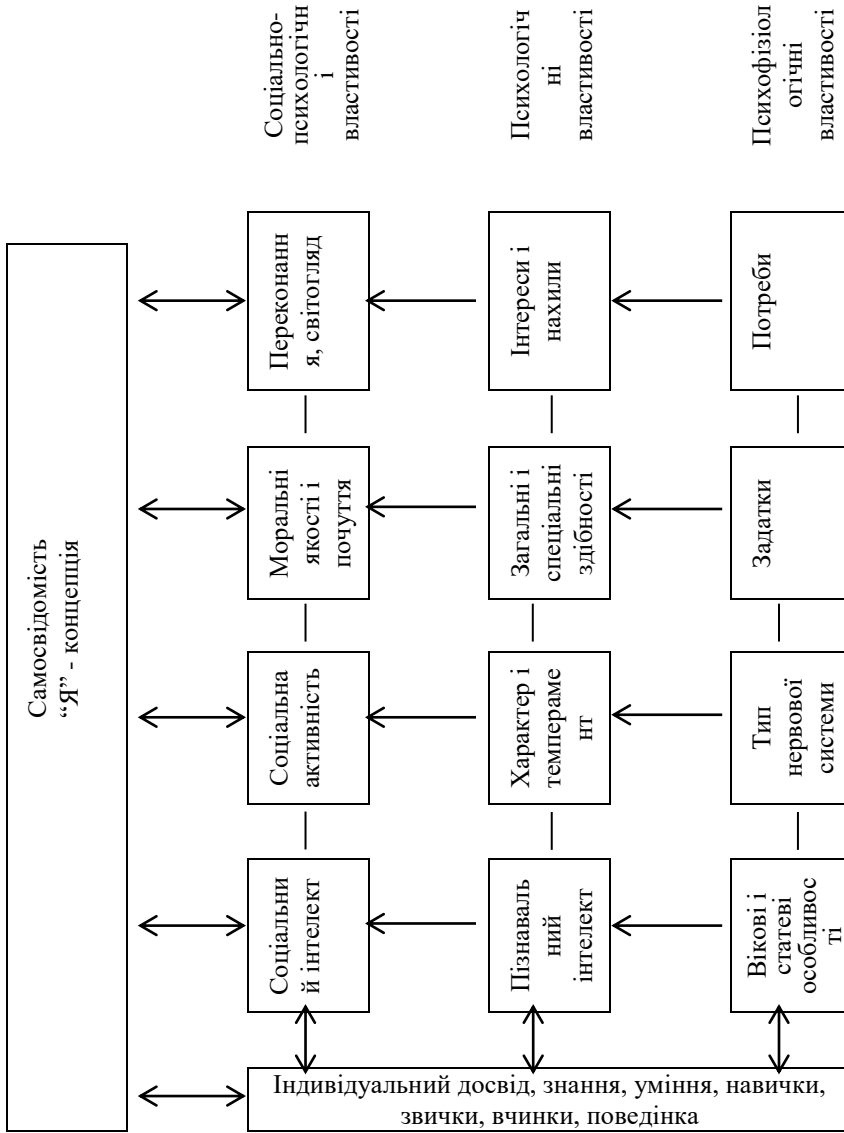 Самосвідомість
“Я” - концепція
Індивідуальний досвід, знання, уміння, навички,
звички, вчинки, поведінка
Соціальни
й інтелект
Соціальна
активність
Моральні
якості і
почуття
Переконанн
я, світогляд
Соціально-
психологічн
і
властивості
Пізнаваль
ний
інтелект
Характер і
темпераме
нт
Загальні і
спеціальні
здібності
Інтереси і
нахили
Психологіч
ні
властивості
Вікові і
статеві
особливос
ті
Тип
нервової
системи
Задатки
Потреби
Психофізіол
огічні
властивості